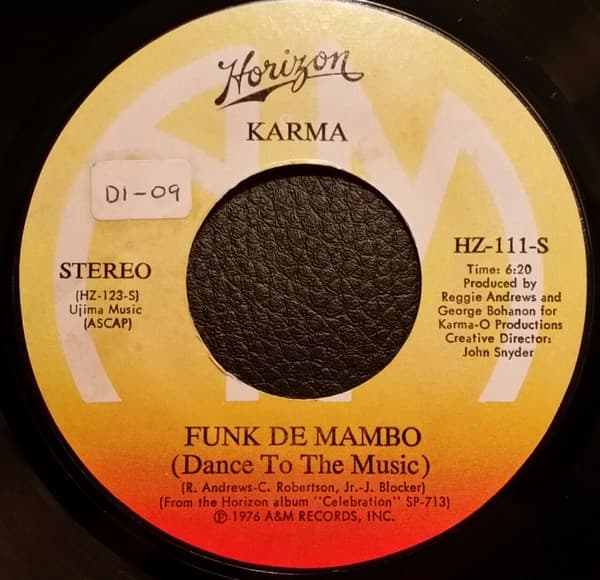 Horizon
KARMA
D1-09
STEREO
(HZ-123-S)
Ujima Music
(ASCAP)
HZ-111-S
Time: 6:20
Produced by
Reggie Andrews and
George Bohanon for
Karma-O Productions
Creative Director:
John Snyder
FUNK DE MAMBO
(Dance To The Music)
(R. Andrews-C. Robertson, Jr.-J. Blocker)
(From the Horizon album "Celebration" SP-713)
℗ 1976 A&M RECORDS, INC.